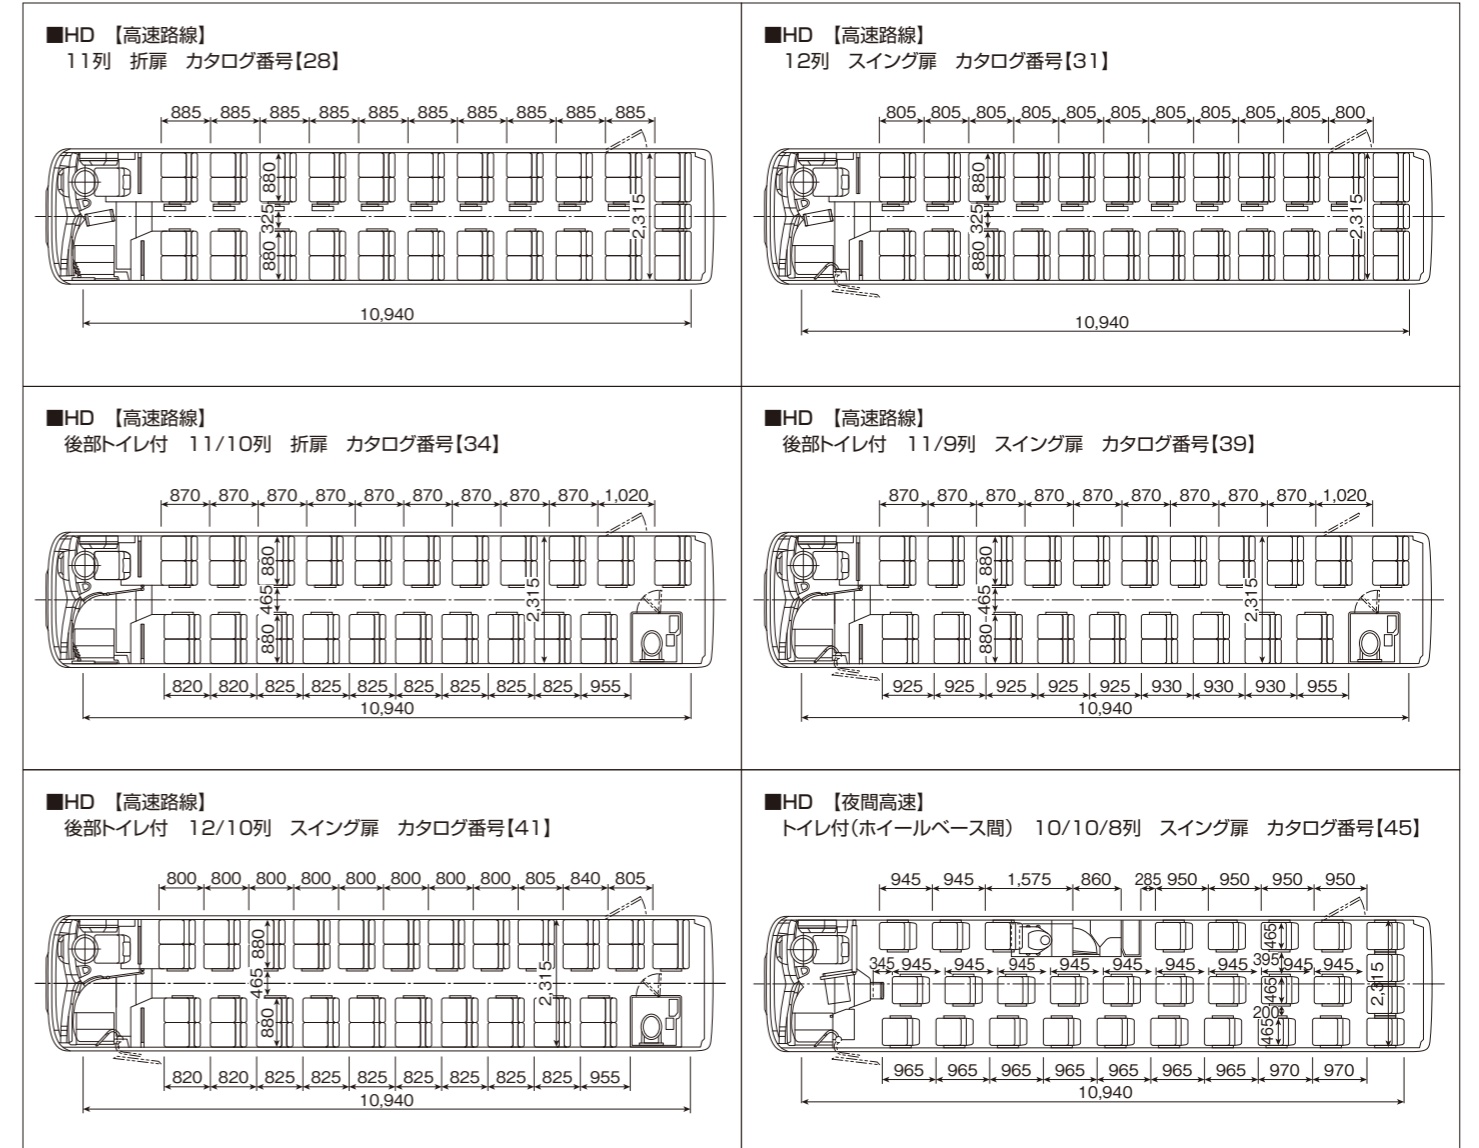 ■HD 【高速路線】
11列 折扉 カタログ番号【28】
885 885 885 885 885 885 885 885 885 885
880
325
880
2,315
10,940
■HD 【高速路線】
12列 スイング扉 カタログ番号【31】
805 805 805 805 805 805 805 805 805 805 800
880
325
880
2,315
10,940
■HD 【高速路線】
後部トイレ付 11/10列 折扉 カタログ番号【34】
870 870 870 870 870 870 870 870 870 1,020
880
465
880
2,315
820 820 825 825 825 825 825 825 825 955
10,940
■HD 【高速路線】
後部トイレ付 11/9列 スイング扉 カタログ番号【39】
870 870 870 870 870 870 870 870 870 1,020
880
465
880
2,315
925 925 925 925 925 930 930 930 955
10,940
■HD 【高速路線】
後部トイレ付 12/10列 スイング扉 カタログ番号【41】
800 800 800 800 800 800 800 800 805 840 805
880
465
880
2,315
820 820 825 825 825 825 825 825 825 955
10,940
■HD 【夜間高速】
トイレ付(ホイールベース間) 10/10/8列 スイング扉 カタログ番号【45】
945 945 1,575 860 285 950 950 950 950
465
395
345 945 945 945 945 945 945 945 945 945
465
200
465
2,315
965 965 965 965 965 965 965 970 970
10,940